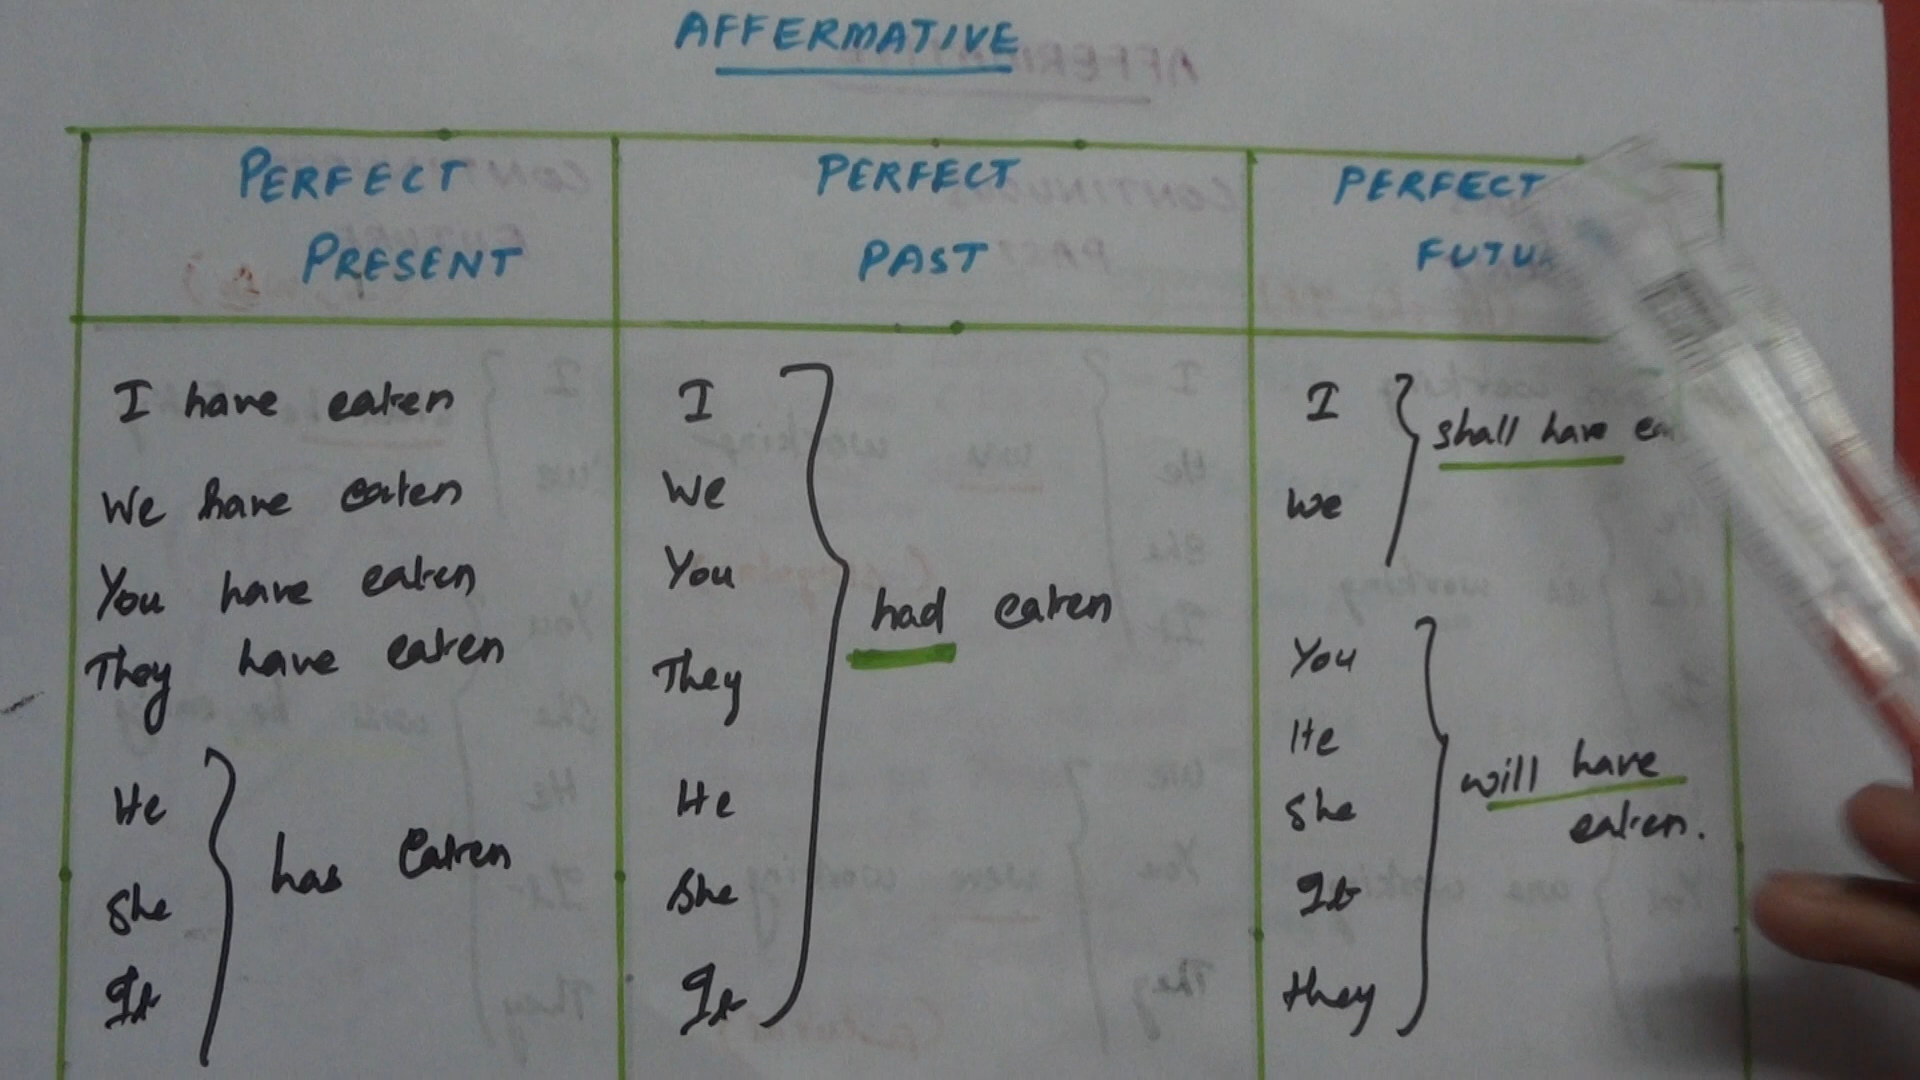 AFFERMATIVE
PERFECT
PRESENT
I have eaten
We have eaten
You have eaten
They have eaten
He
She
It
has Eaten
PERFECT
PAST
I
We
You
They
He
She
It
had eaten
PERFECT
I
We
shall have
You
He
She
It
they
will have
eaten.